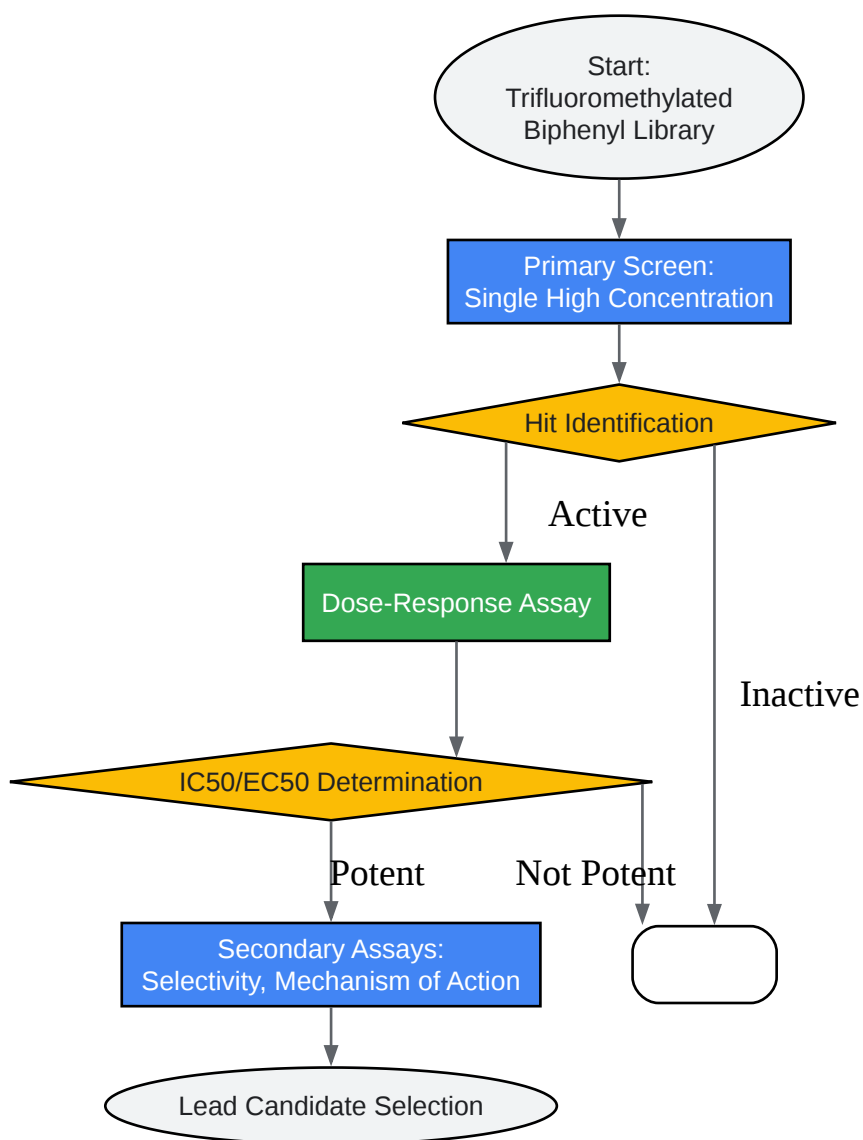 Start:
Trifluoromethylated
Biphenyl Library
Primary Screen:
Single High Concentration
Hit Identification
Active
Dose-Response Assay
Inactive
IC50/EC50 Determination
Potent
Not Potent
Secondary Assays:
Selectivity, Mechanism of Action
Lead Candidate Selection